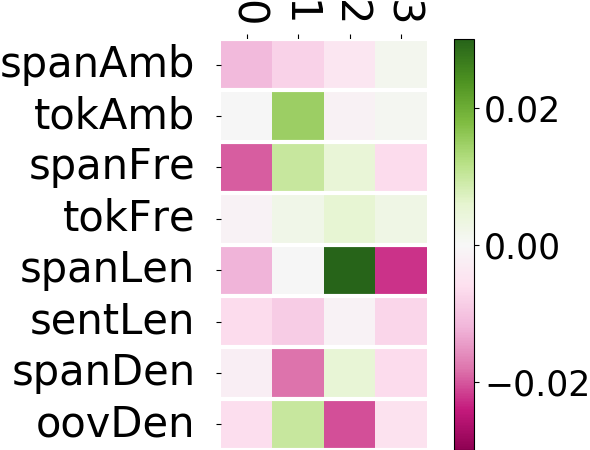 0 1 2 3
spanAmb
tokAmb
spanFre
tokFre
spanLen
sentLen
spanDen
oovDen
0.02
0.00
−0.02